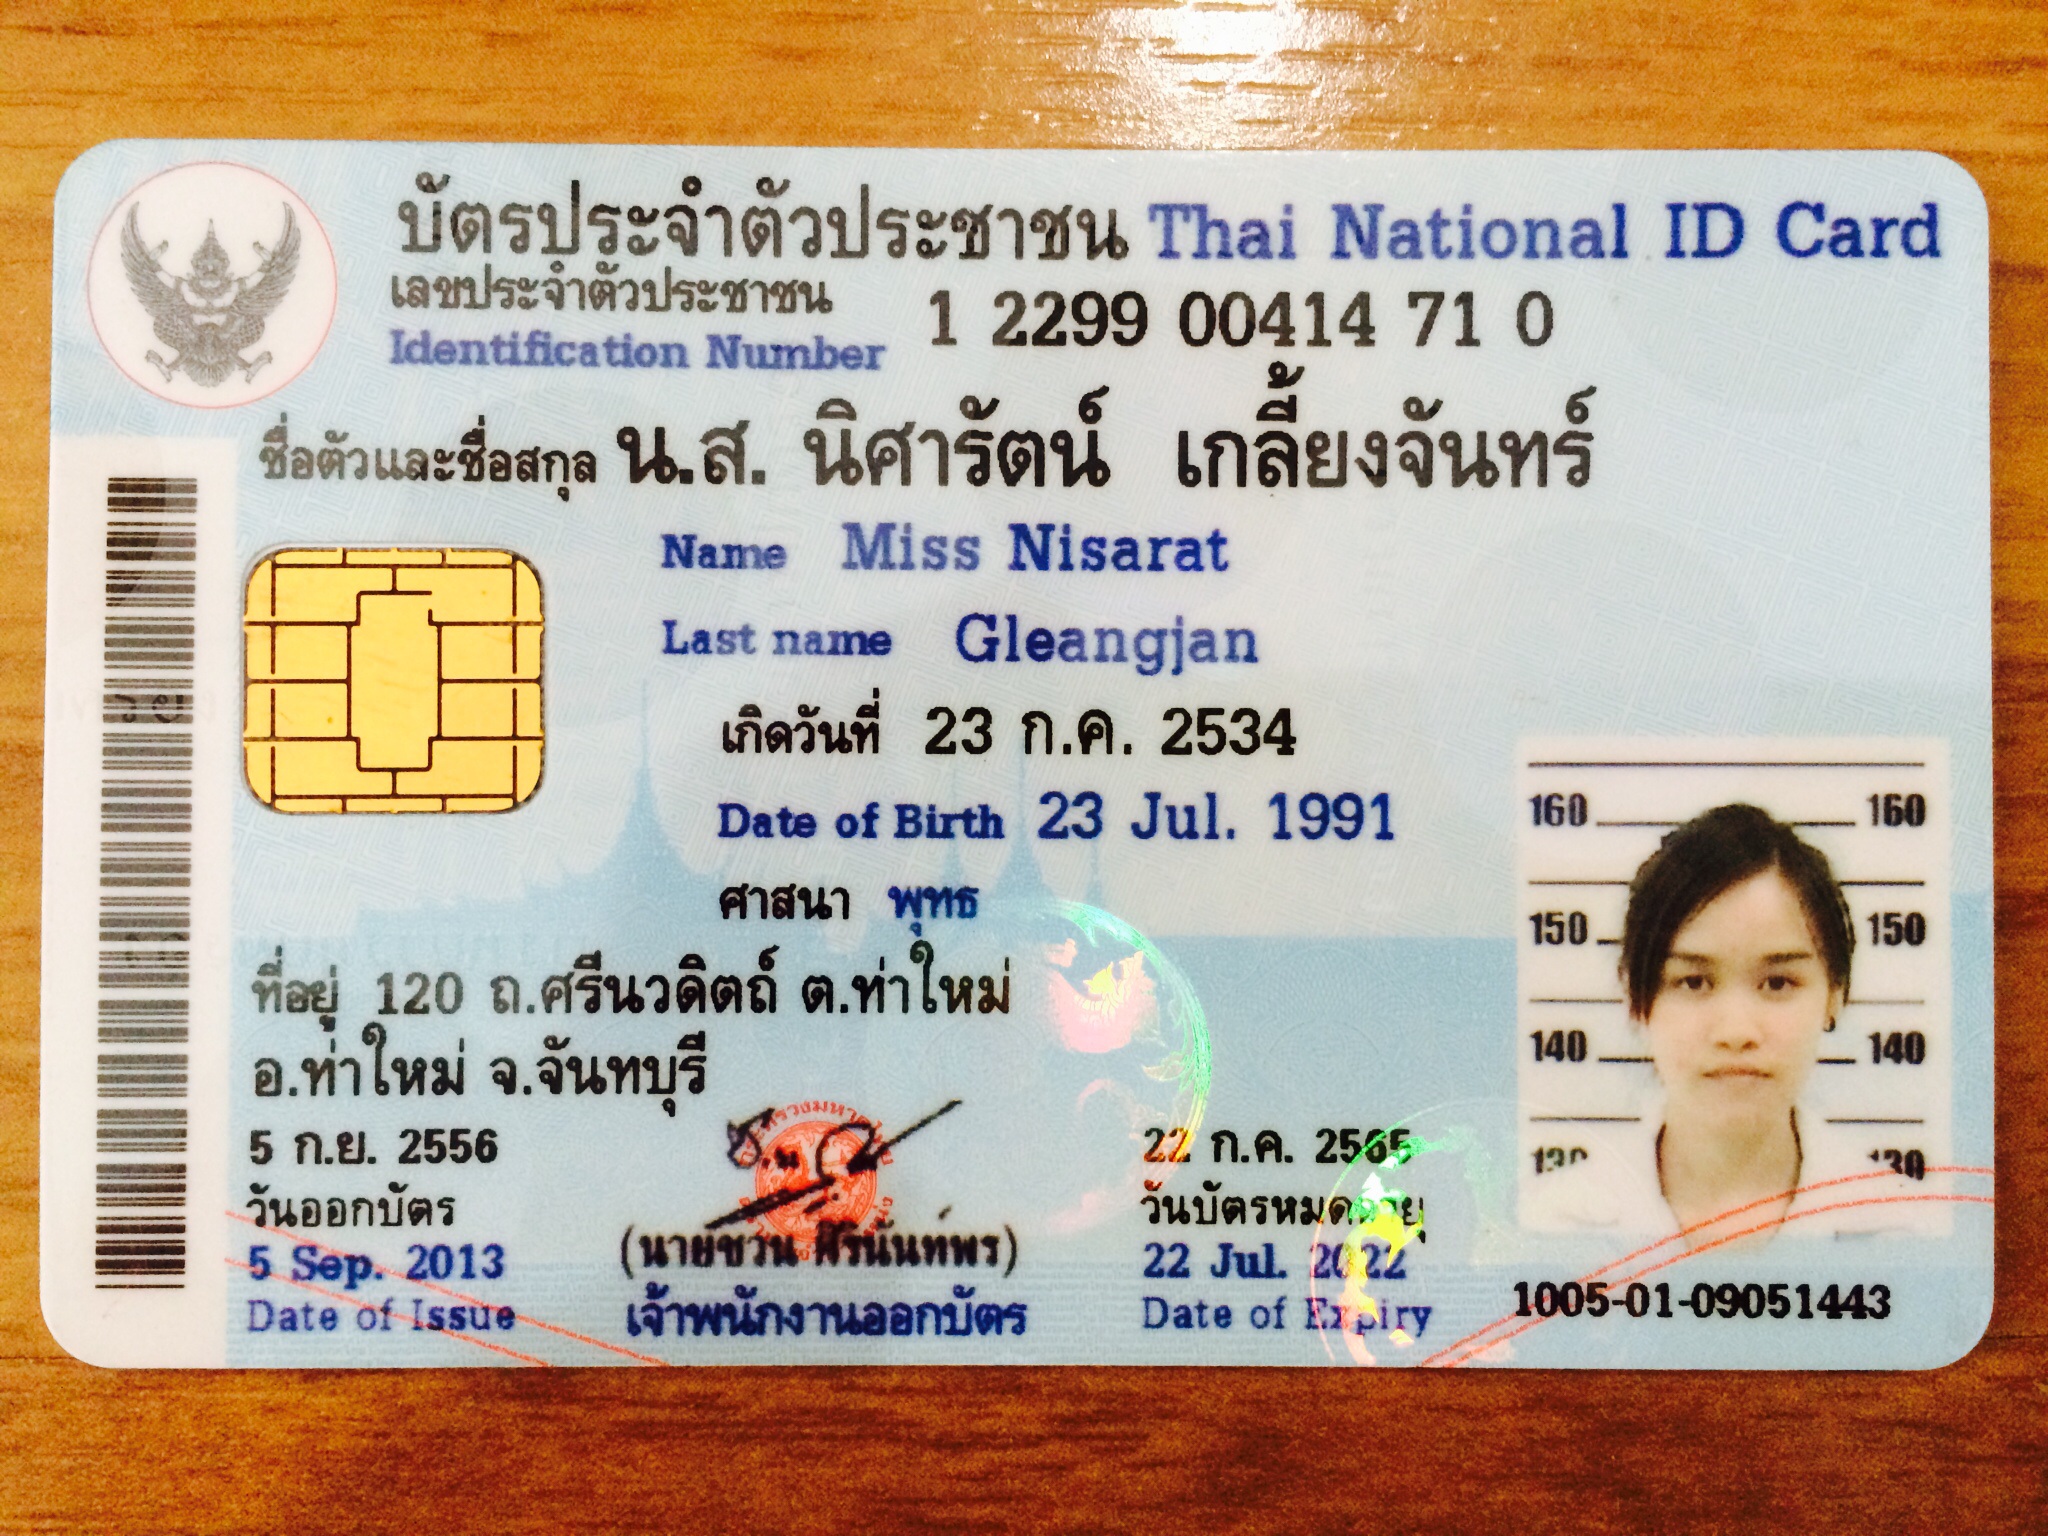 บัตรประจำตัวประชาชน Thai National ID Card
เลขประจำตัวประชาชน
Identification Number 1 2299 00414 71 0
ชื่อตัวและชื่อสกุล น.ส. นิศารัตน์ เกลี้ยงจันทร์
Name Miss Nisarat
Last name Gleangjan
เกิดวันที่ 23 ก.ค. 2534
Date of Birth 23 Jul. 1991
ศาสนา พุทธ
ที่อยู่ 120 ถ.ศรีนวดิตถ์ ต.ท่าใหม่
อ.ท่าใหม่ จ.จันทบุรี
5 ก.ย. 2556
วันออกบัตร
5 Sep. 2013
Date of Issue
(นายชวน ศิรินันท์พร)
เจ้าพนักงานออกบัตร
22 ก.ค. 2565
วันบัตรหมดอายุ
22 Jul. 2022
Date of Expiry
160 160
150 150
140 140
130 130
1005-01-09051443